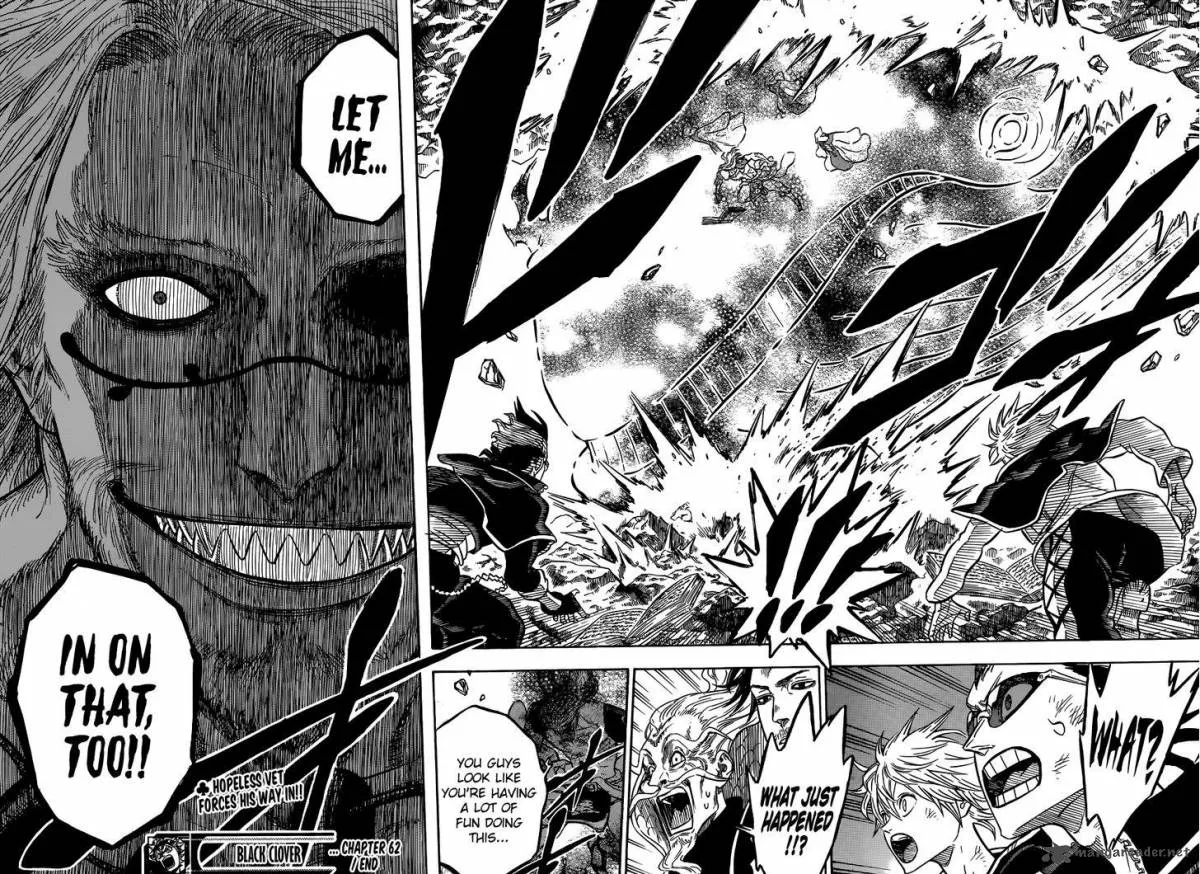 !!!
WHAT?
WHAT JUST
HAPPENED
!!?
YOU GUYS
LOOK LIKE
YOU'RE HAVING
A LOT OF
FUN DOING
THIS...
LET
ME...
IN ON
THAT,
TOO!!
♣ HOPELESS VET
FORCES HIS WAY IN!!
BLACK CLOVER
... CHAPTER 62
/ END
mangareader.net